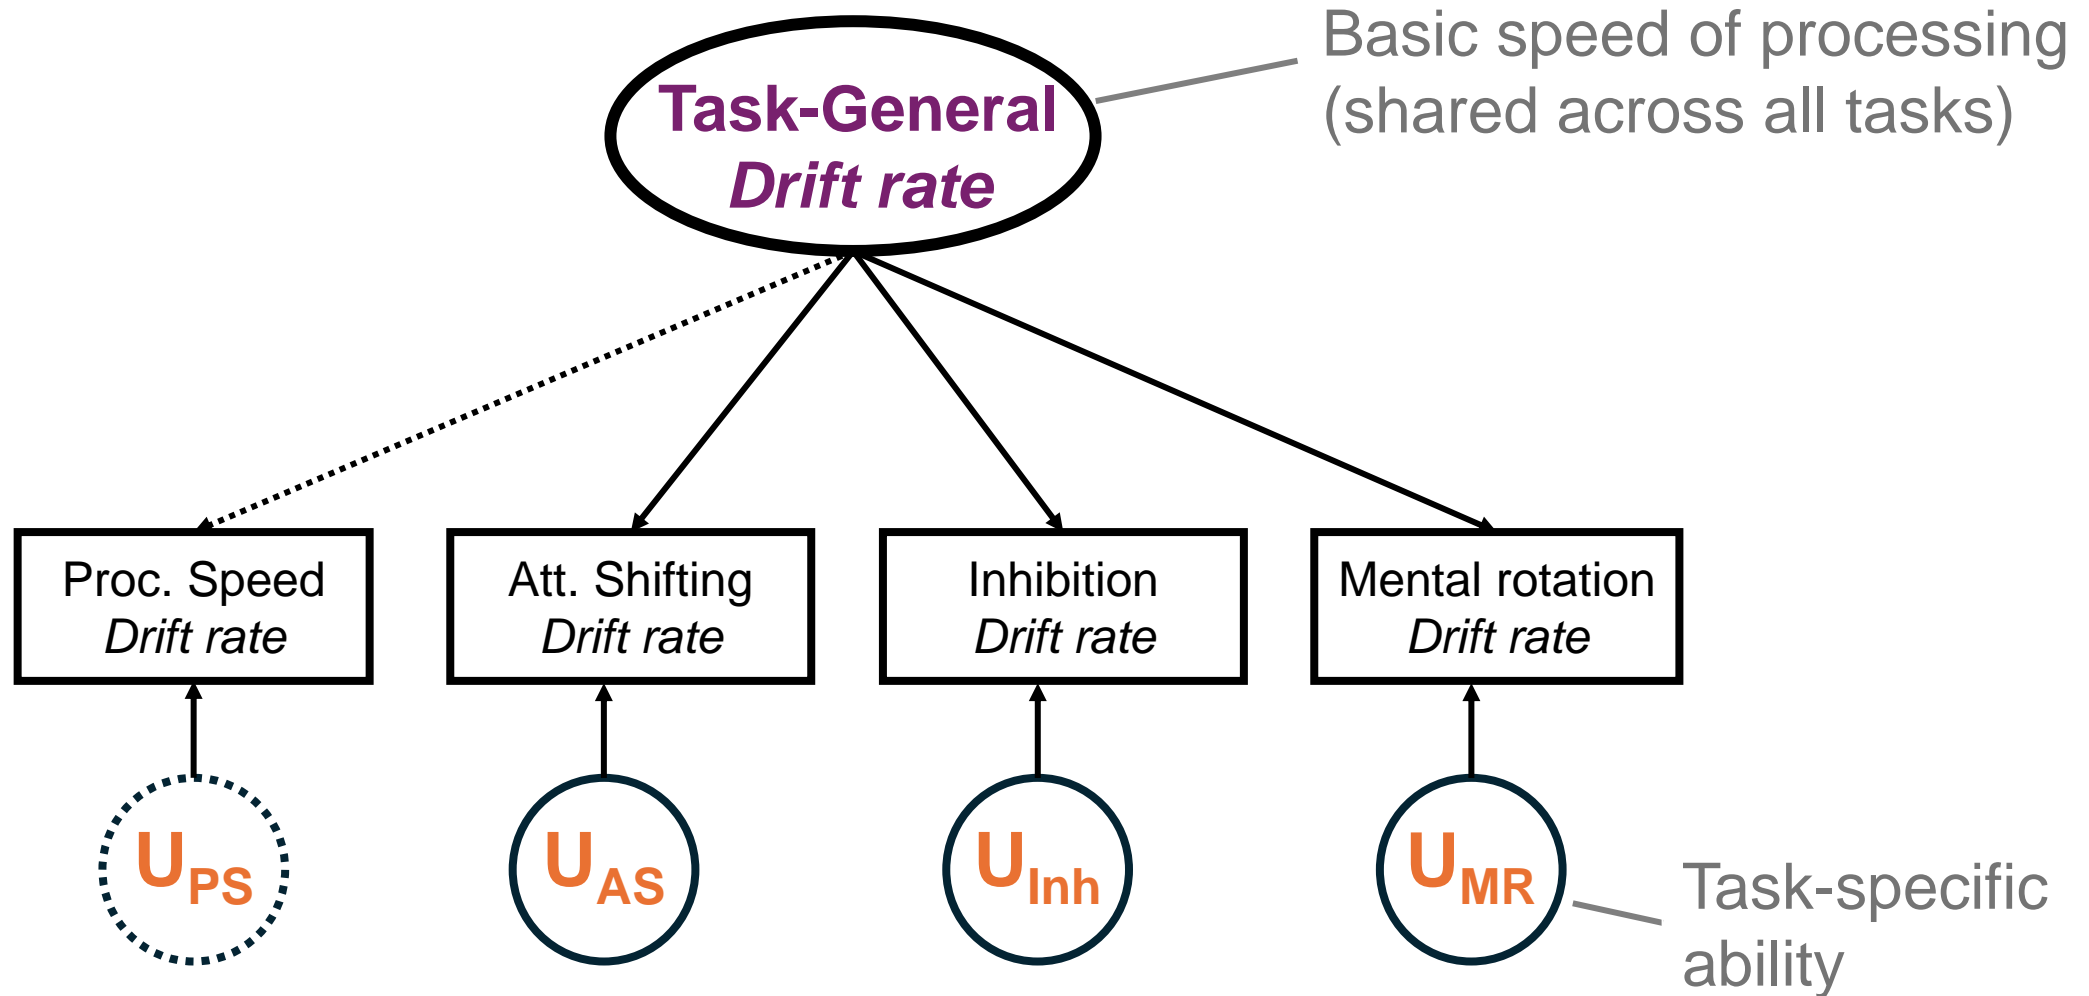 Basic speed of processing
(shared across all tasks)
Task-General
Drift rate
Proc. Speed
Drift rate
Att. Shifting
Drift rate
Inhibition
Drift rate
Mental rotation
Drift rate
UPS
UAS
UInh
UMR
Task-specific
ability